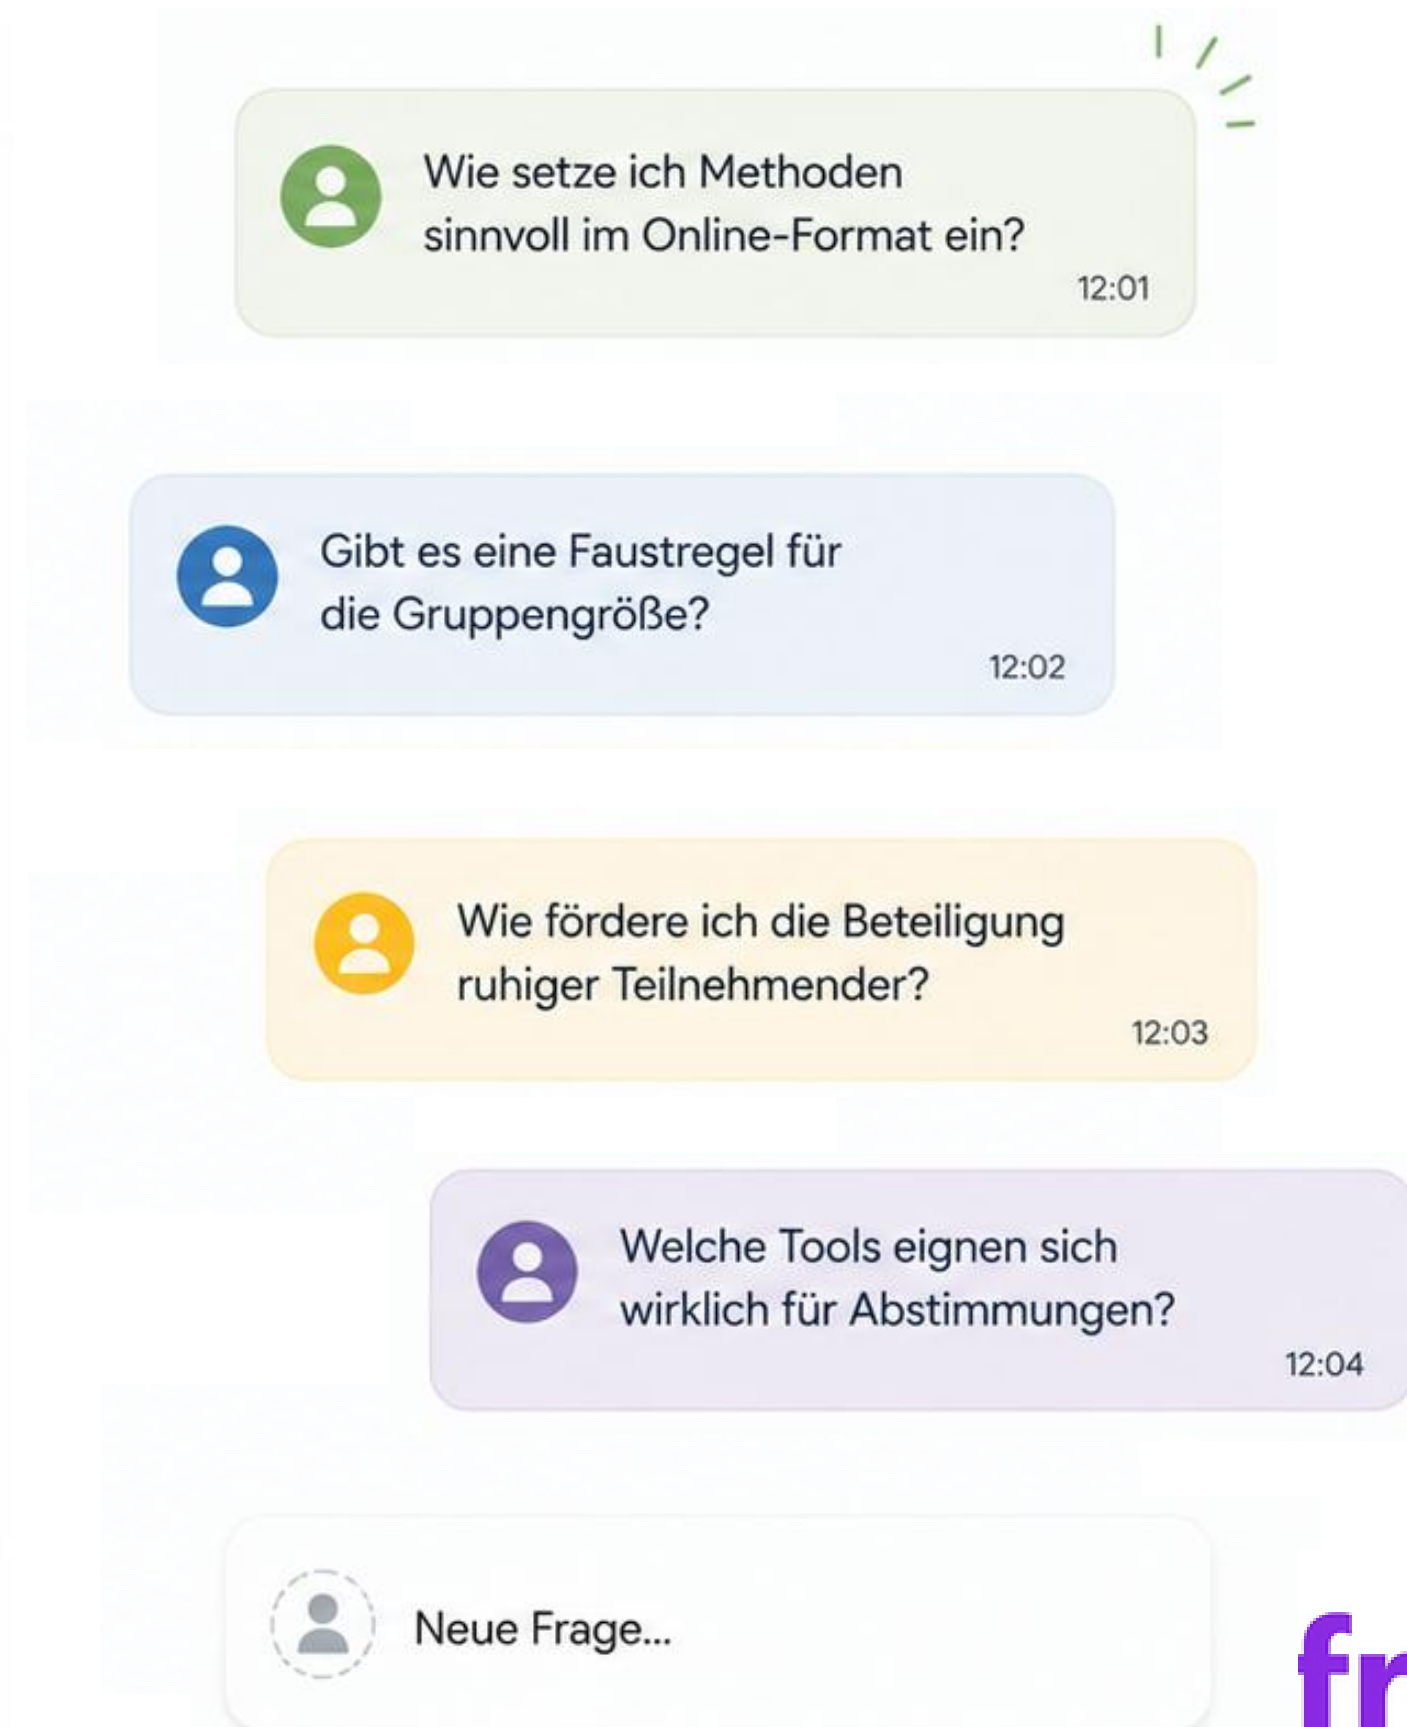 Wie setze ich Methoden
sinnvoll im Online-Format ein?
12:01
Gibt es eine Faustregel für
die Gruppengröße?
12:02
Wie fördere ich die Beteiligung
ruhiger Teilnehmender?
12:03
Welche Tools eignen sich
wirklich für Abstimmungen?
12:04
Neue Frage...
fr